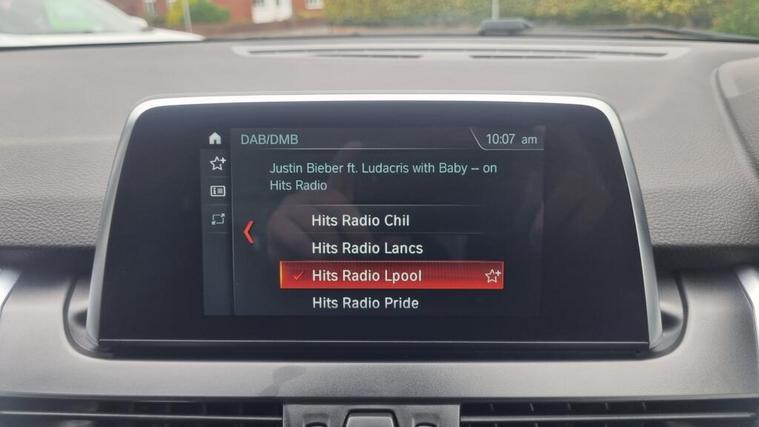 DAB/DMB
10:07 am
Justin Bieber ft. Ludacris with Baby -- on
Hits Radio
Hits Radio Chil
Hits Radio Lancs
Hits Radio Lpool
Hits Radio Pride